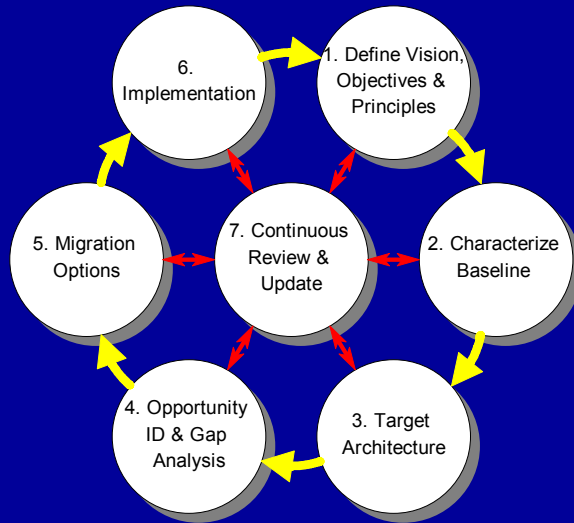 1. Define Vision,
Objectives &
Principles
2. Characterize
Baseline
3. Target
Architecture
4. Opportunity
ID & Gap
Analysis
5. Migration
Options
6.
Implementation
7. Continuous
Review &
Update